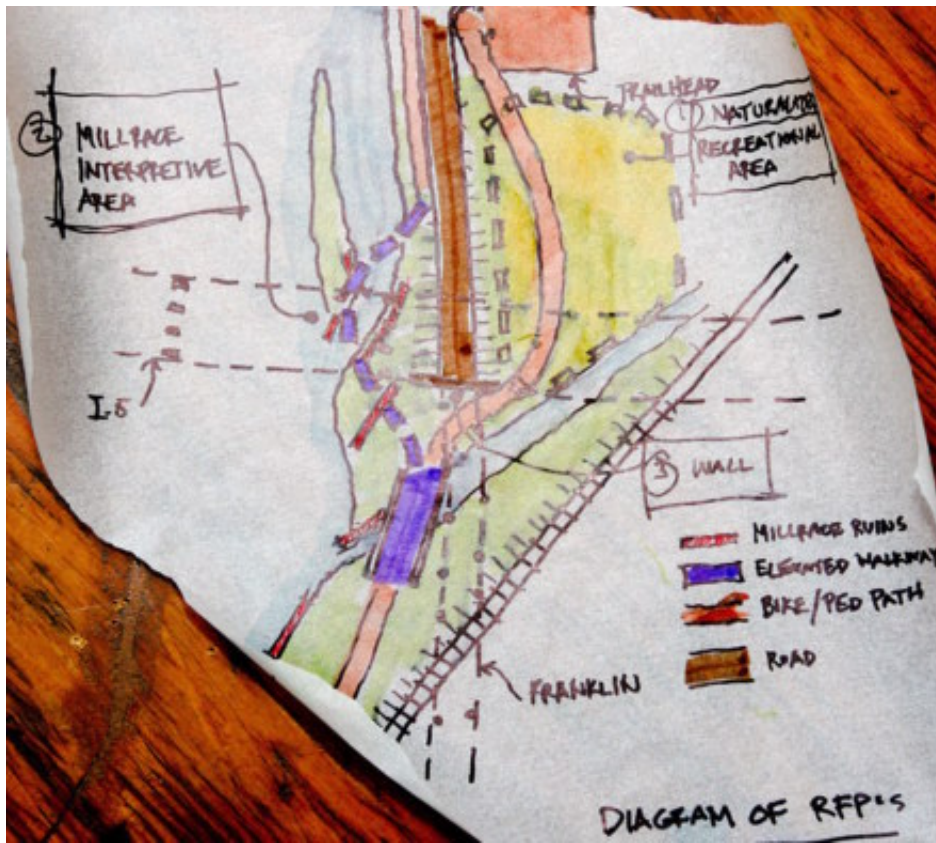 TRAILHEAD
① NATURALIZED
RECREATIONAL
AREA
②
MILLRACE
INTERPRETIVE
AREA
I-5
③ WALL
MILLRACE RUINS
ELEVATED WALKWAY
BIKE/PED PATH
ROAD
FRANKLIN
DIAGRAM OF RFP's